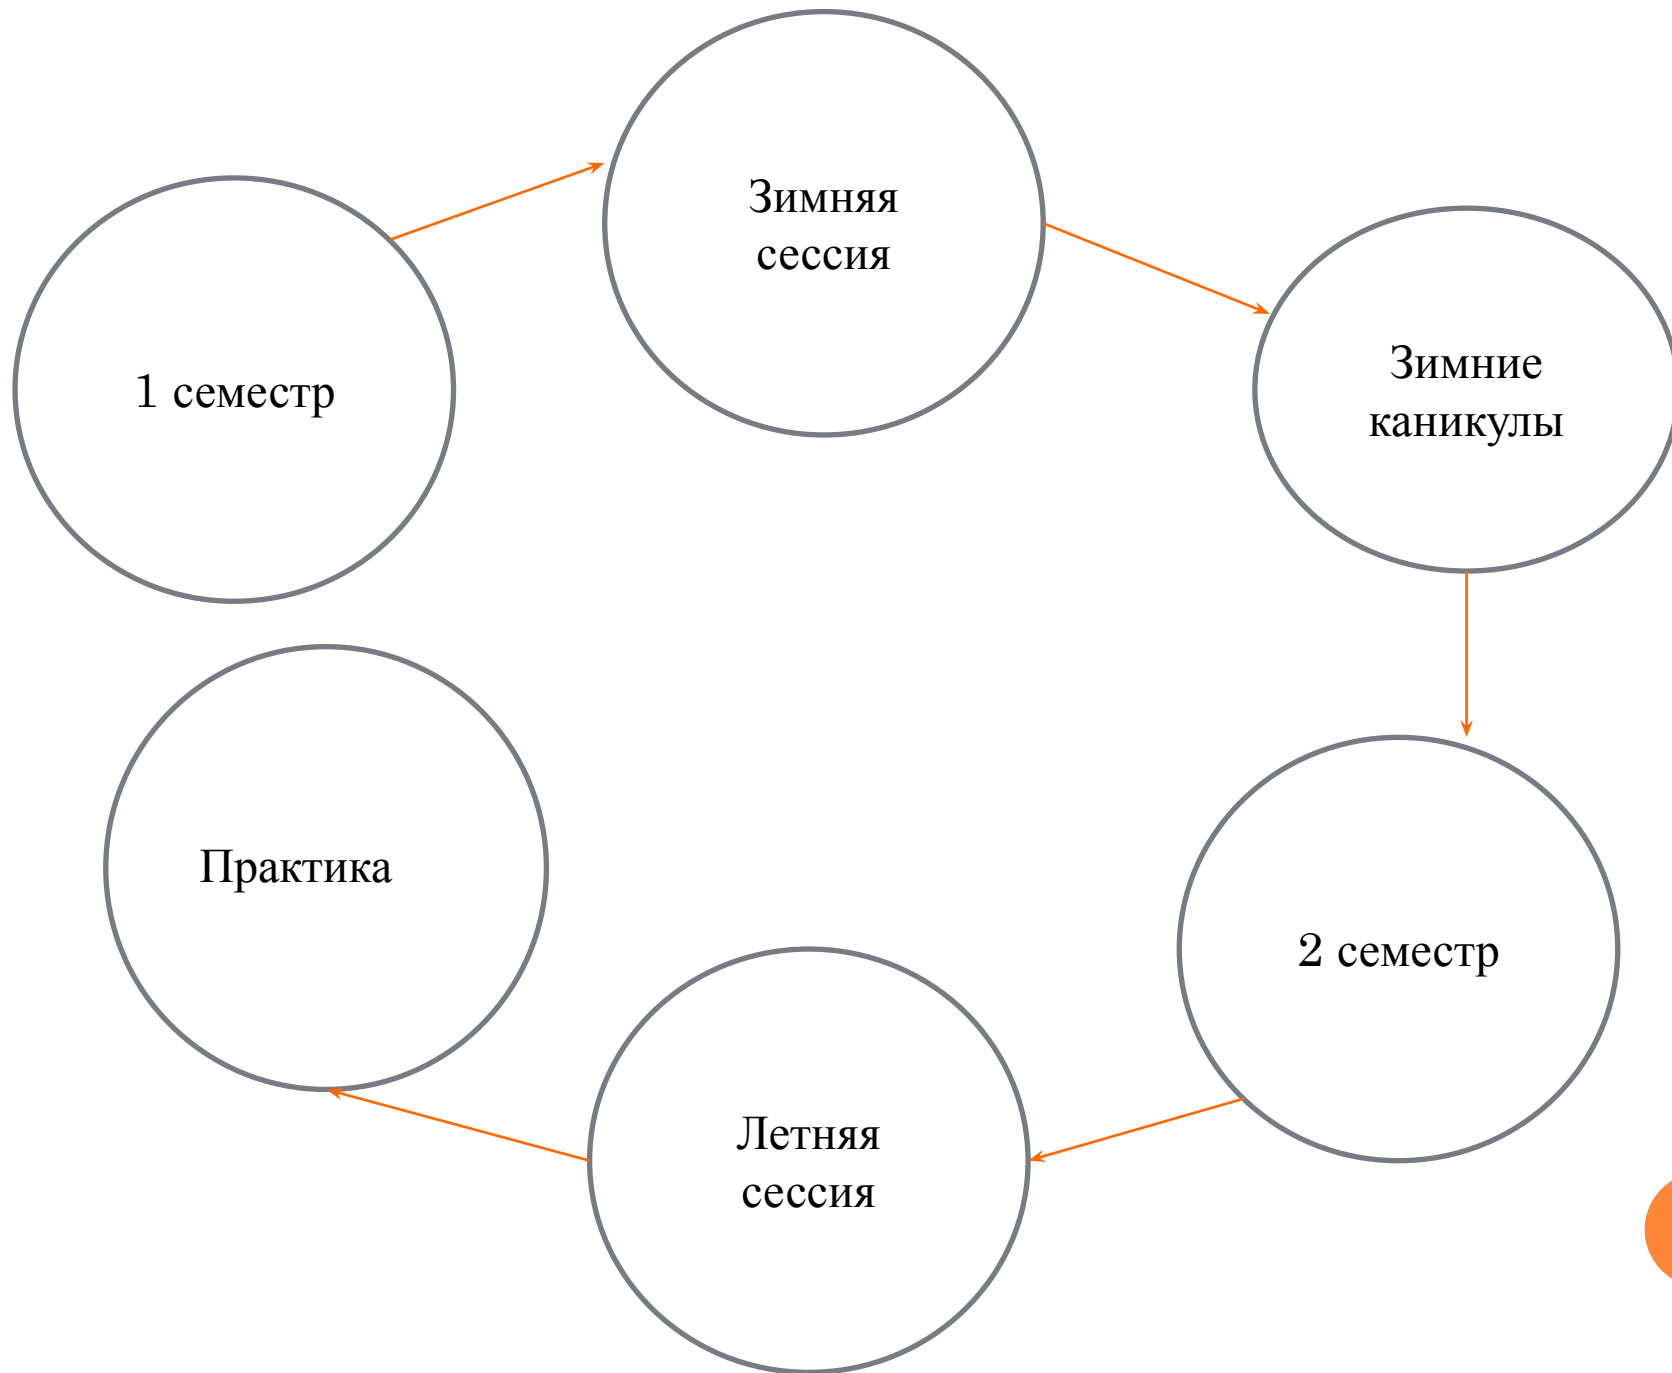 1 семестр
Зимняя
сессия
Зимние
каникулы
2 семестр
Летняя
сессия
Практика